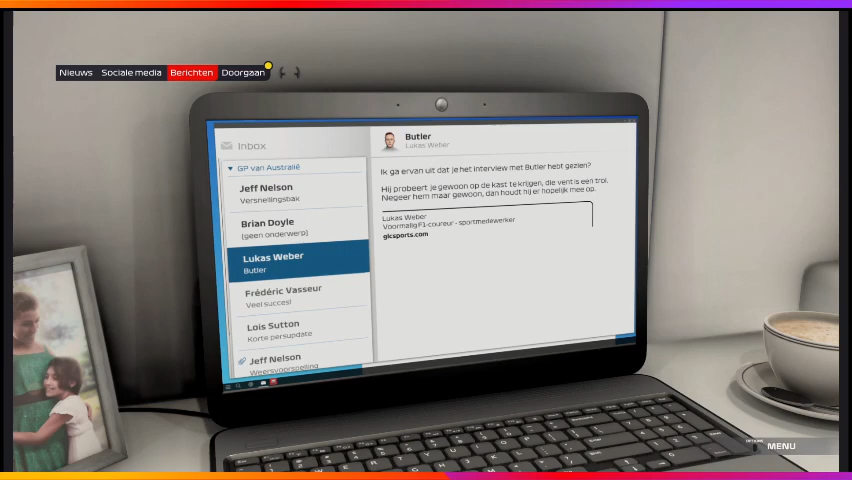 Nieuws Sociale media Berichten Doorgaan
Inbox
GP van Australië
Jeff Nelson
Versnellingsbax
Brian Doyle
(geen onderwerp)
Lukas Weber
Butler
Frédéric Vasseur
Veel succes!
Lois Sutton
Korte persupdate
Jeff Nelson
Weersvoorspelling
Butler
Lukas Weber
Ik ga ervan uit dat je het interview met Butler hebt gezien?
Hij probeert je gewoon op de kast te krijgen, die vent is een trol.
Negeer hem maar gewoon, dan houdt hij er hopelijk mee op.
Lukas Weber
Voormalig F1-coureur - sportmedewerker
glcsports.com
OPTIONS MENU